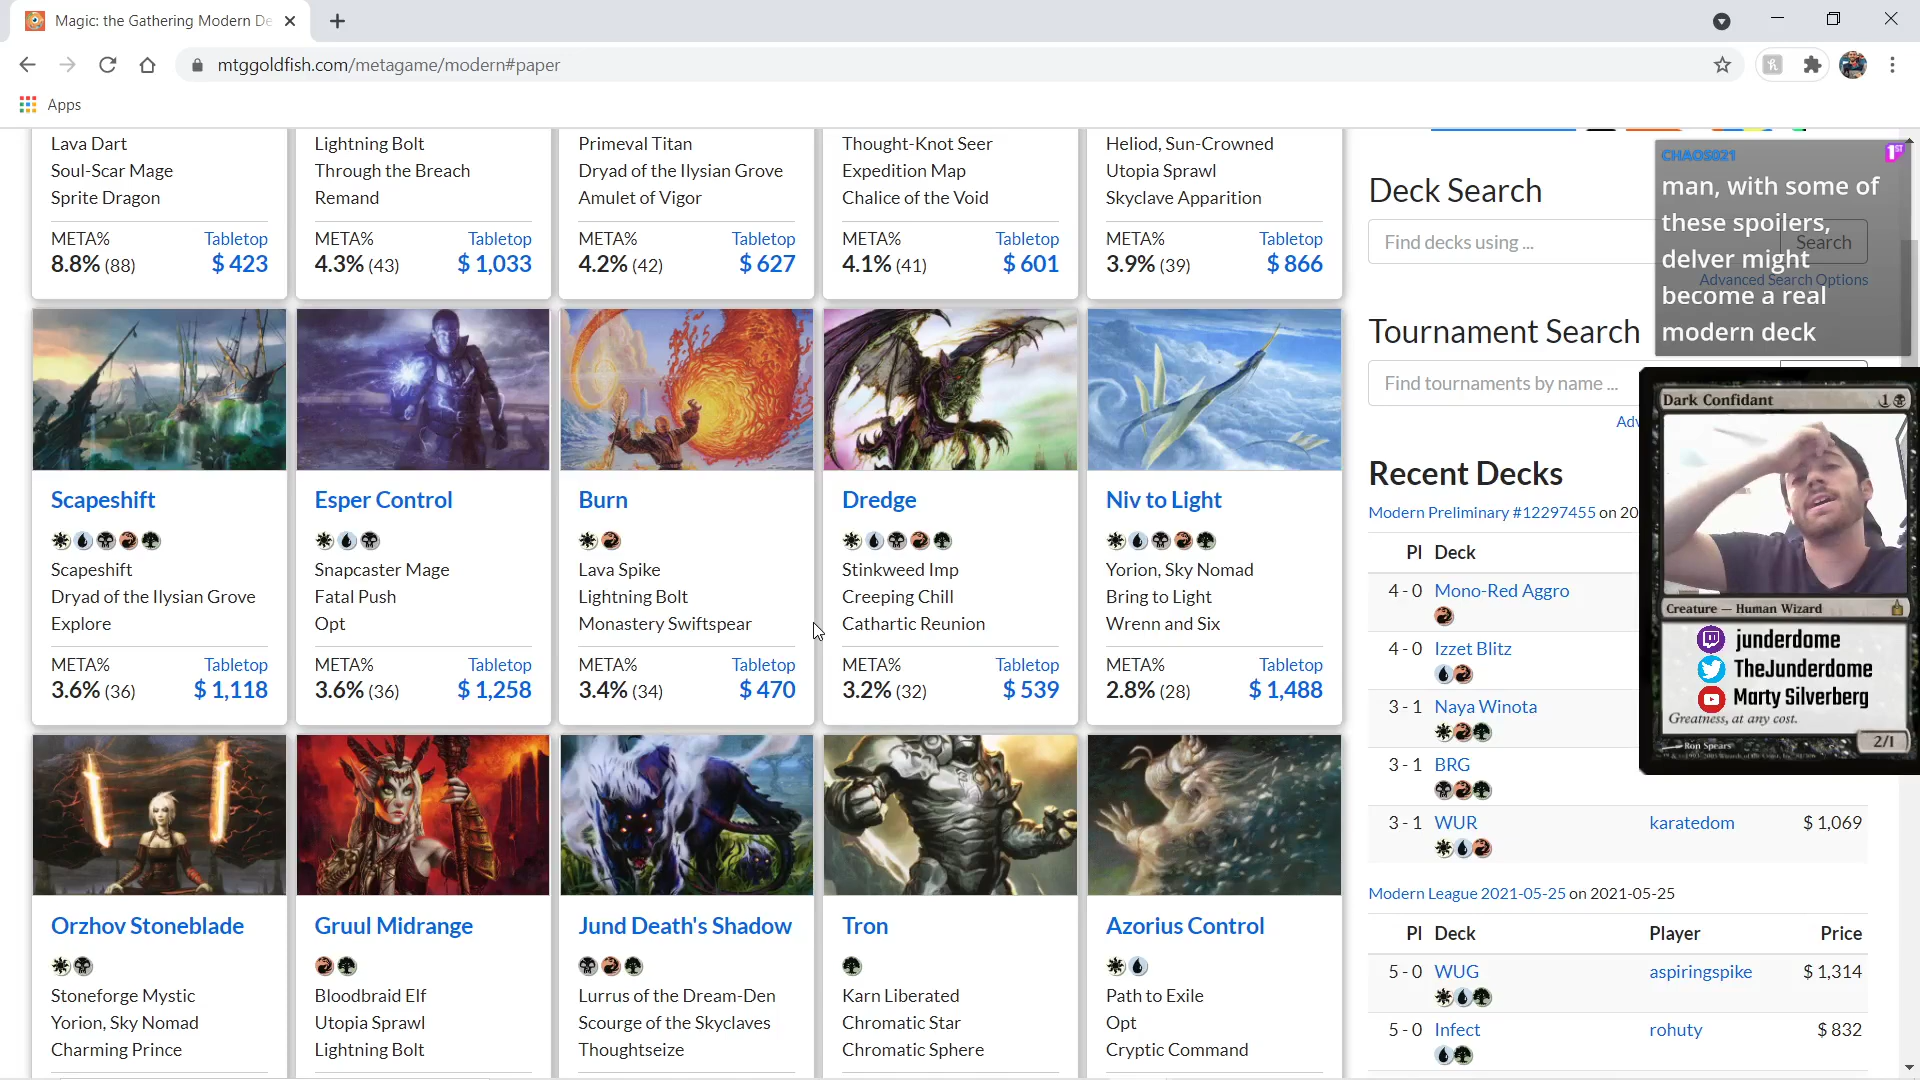 Magic: the Gathering Modern De
mtggoldfish.com/metagame/modern#paper
Apps
Lava Dart
Soul-Scar Mage
Sprite Dragon
META% Tabletop
8.8% (88) $ 423
Lightning Bolt
Through the Breach
Remand
META% Tabletop
4.3% (43) $ 1,033
Primeval Titan
Dryad of the Ilysian Grove
Amulet of Vigor
META% Tabletop
4.2% (42) $ 627
Thought-Knot Seer
Expedition Map
Chalice of the Void
META% Tabletop
4.1% (41) $ 601
Heliod, Sun-Crowned
Utopia Sprawl
Skyclave Apparition
META% Tabletop
3.9% (39) $ 866
Scapeshift
Scapeshift
Dryad of the Ilysian Grove
Explore
META% Tabletop
3.6% (36) $ 1,118
Esper Control
Snapcaster Mage
Fatal Push
Opt
META% Tabletop
3.6% (36) $ 1,258
Burn
Lava Spike
Lightning Bolt
Monastery Swiftspear
META% Tabletop
3.4% (34) $ 470
Dredge
Stinkweed Imp
Creeping Chill
Cathartic Reunion
META% Tabletop
3.2% (32) $ 539
Niv to Light
Yorion, Sky Nomad
Bring to Light
Wrenn and Six
META% Tabletop
2.8% (28) $ 1,488
Orzhov Stoneblade
Stoneforge Mystic
Yorion, Sky Nomad
Charming Prince
Gruul Midrange
Bloodbraid Elf
Utopia Sprawl
Lightning Bolt
Jund Death's Shadow
Lurrus of the Dream-Den
Scourge of the Skyclaves
Thoughtseize
Tron
Karn Liberated
Chromatic Star
Chromatic Sphere
Azorius Control
Path to Exile
Opt
Cryptic Command
Deck Search
Find decks using ... Search
Advanced Search Options
Tournament Search
Find tournaments by name ...
Adv
Recent Decks
Modern Preliminary #12297455 on 20
Pl Deck
4 - 0 Mono-Red Aggro
4 - 0 Izzet Blitz
3 - 1 Naya Winota
3 - 1 BRG
3 - 1 WUR karatedom $ 1,069
Modern League 2021-05-25 on 2021-05-25
Pl Deck Player Price
5 - 0 WUG aspiringspike $ 1,314
5 - 0 Infect rohuty $ 832
CHAOS021 1ST
man, with some of
these spoilers,
delver might
become a real
modern deck
Dark Confidant 1
Creature — Human Wizard
junderdome
TheJunderdome
Marty Silverberg
Greatness, at any cost.
Ron Spears
2/1